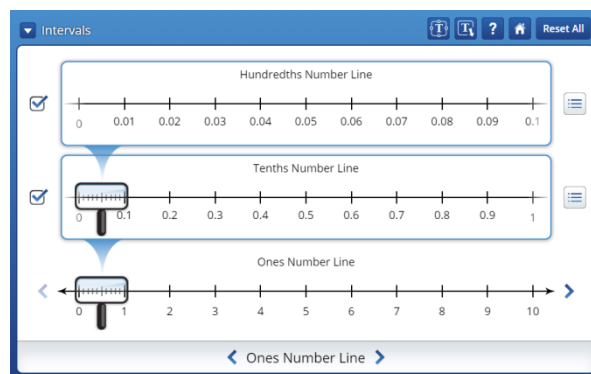 Intervals
T T ? Reset All
Hundredths Number Line
0 0.01 0.02 0.03 0.04 0.05 0.06 0.07 0.08 0.09 0.1
Tenths Number Line
0 0.1 0.2 0.3 0.4 0.5 0.6 0.7 0.8 0.9 1
Ones Number Line
0 1 2 3 4 5 6 7 8 9 10
Ones Number Line